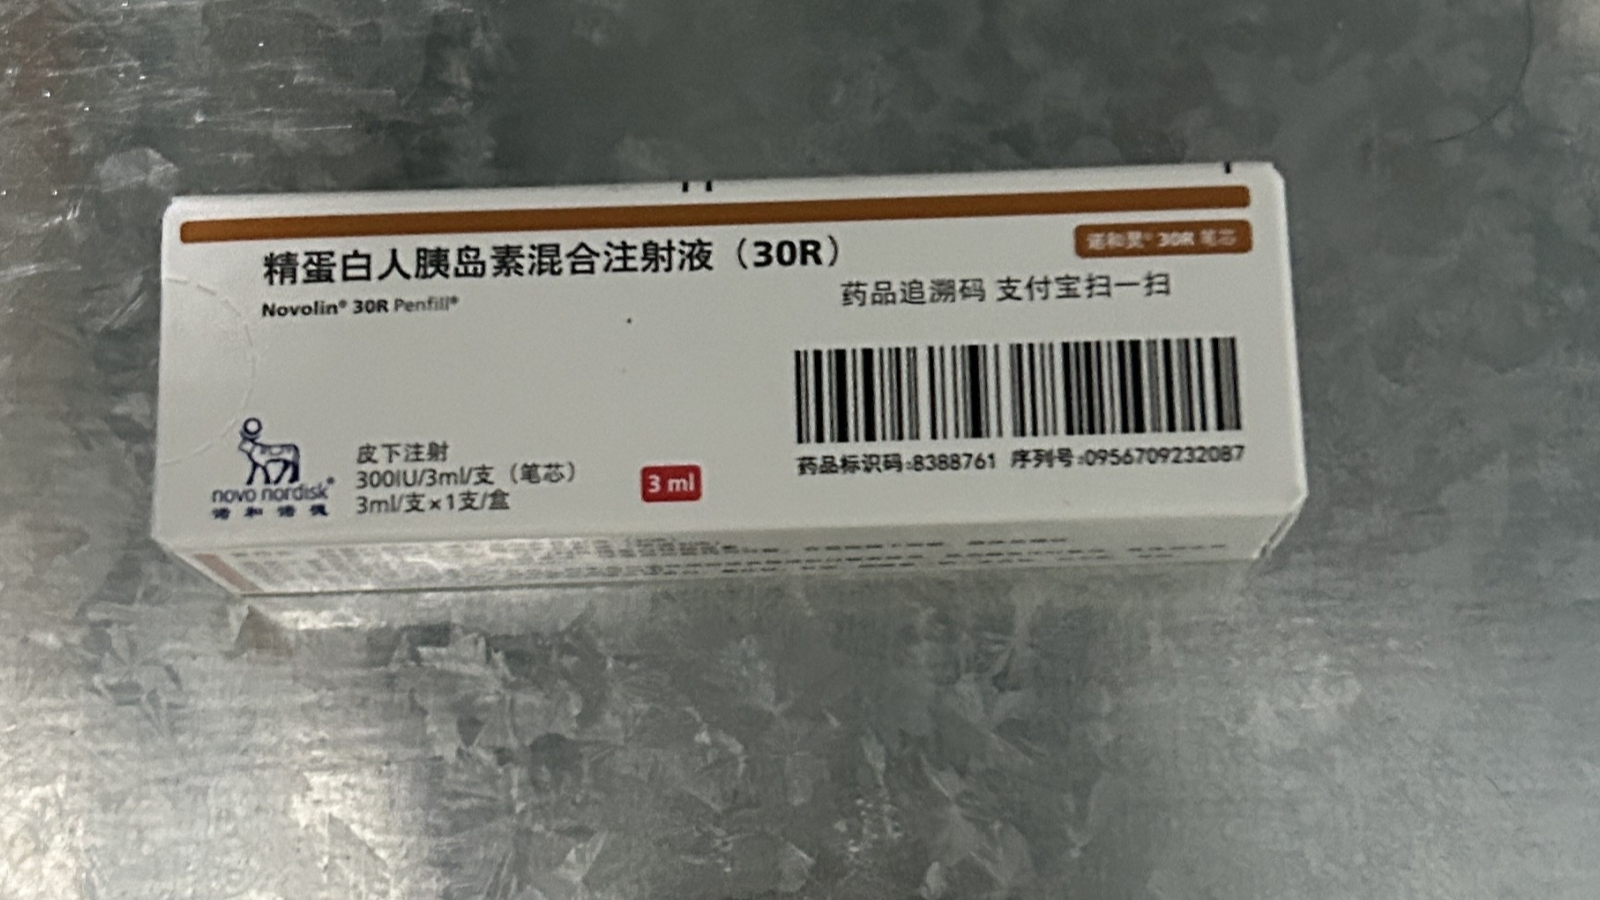 精蛋白人胰岛素混合注射液（30R）
Novolin® 30R Penfill®
诺和灵® 30R 笔芯
药品追溯码 支付宝扫一扫
药品标识码:8388761 序列号:0956709232087
novo nordisk®
诺和诺德
皮下注射
300IU/3ml/支（笔芯）
3ml/支×1支/盒
3 ml